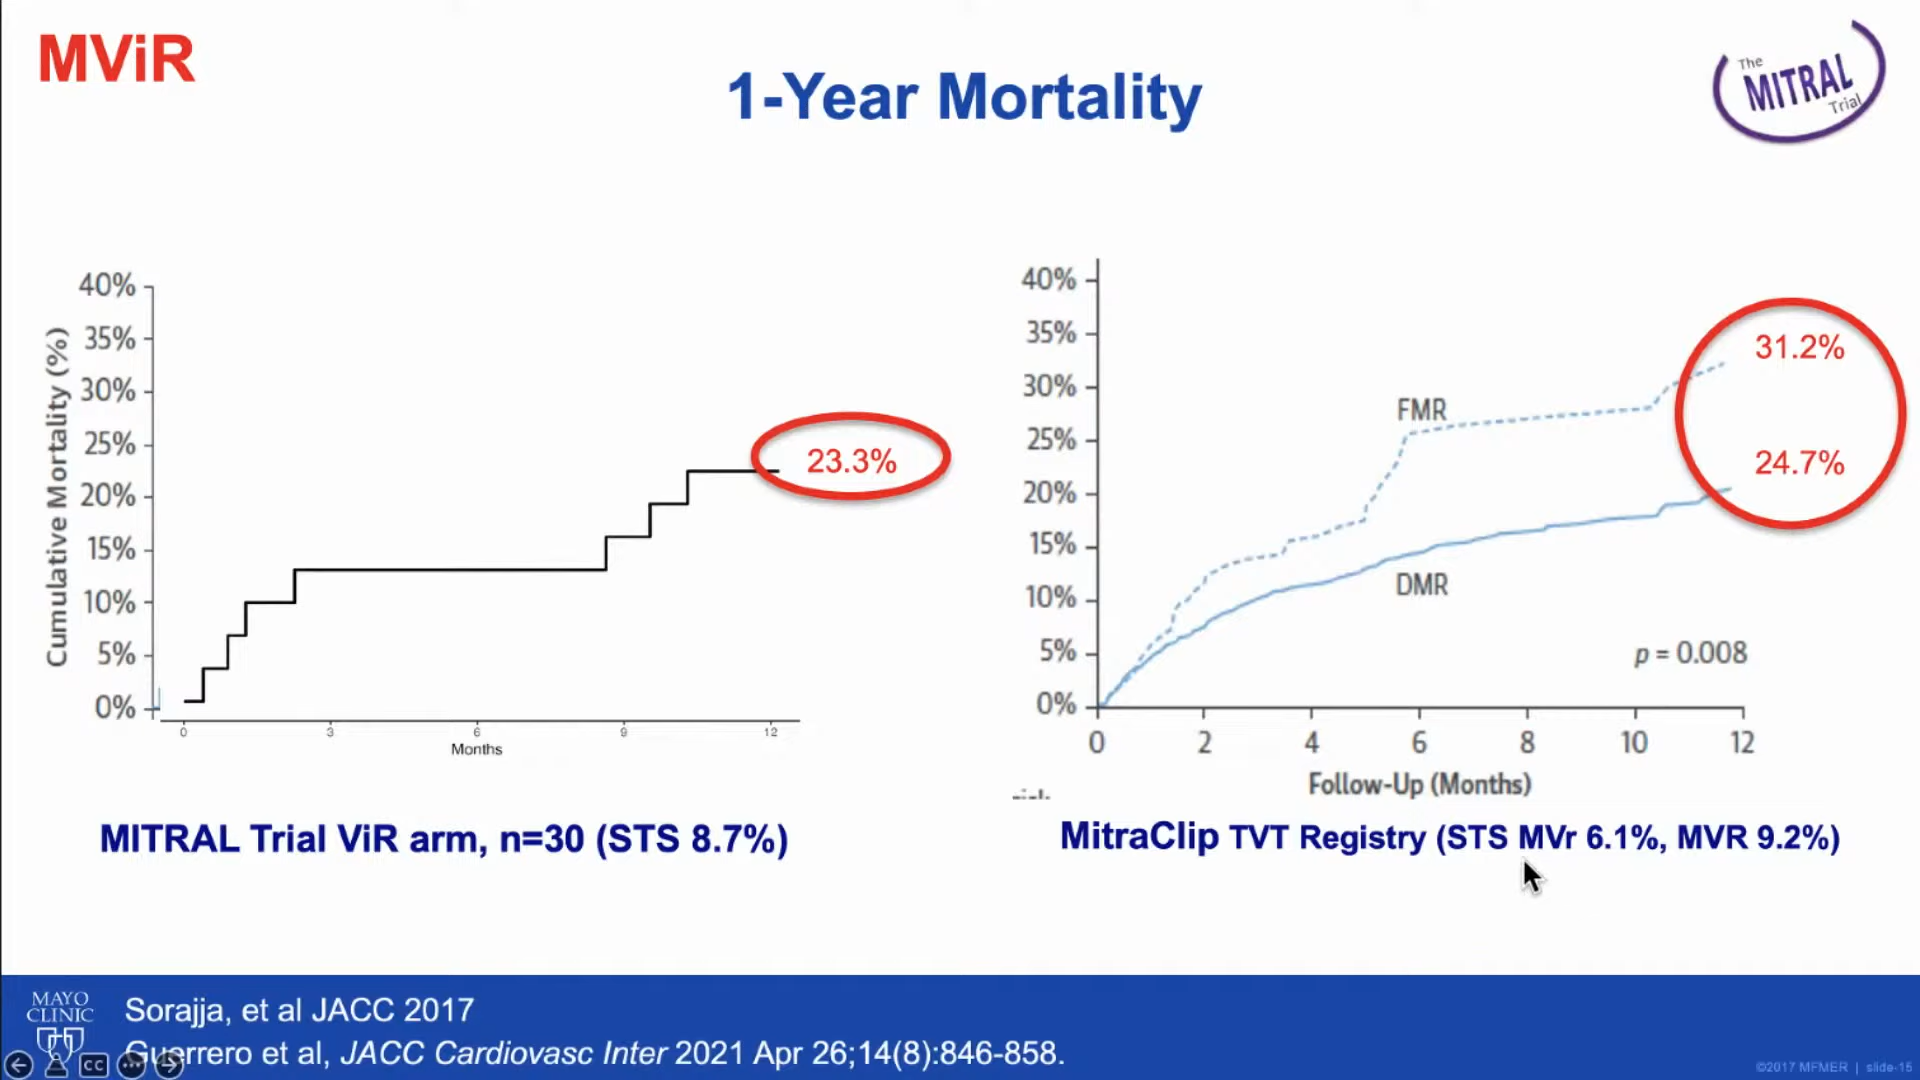 MViR
1-Year Mortality
The
MITRAL
Trial
Cumulative Mortality (%)
40%
35%
30%
25%
20%
15%
10%
5%
0%
23.3%
0
3
6
9
12
Months
MITRAL Trial ViR arm, n=30 (STS 8.7%)
40%
35%
30%
25%
20%
15%
10%
5%
0%
FMR
DMR
31.2%
24.7%
p = 0.008
0
2
4
6
8
10
12
Follow-Up (Months)
MitraClip TVT Registry (STS MVr 6.1%, MVR 9.2%)
MAYO
CLINIC
Sorajja, et al JACC 2017
Guerrero et al, JACC Cardiovasc Inter 2021 Apr 26;14(8):846-858.
CC
©2017 MFMER | slide-15